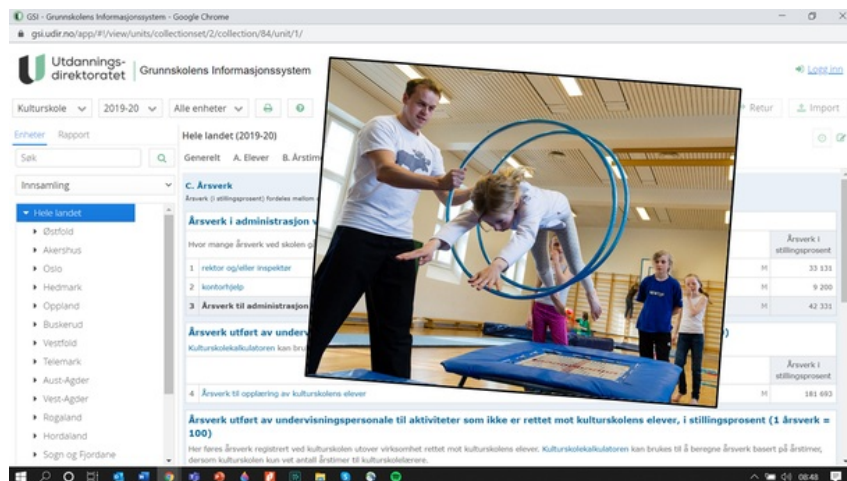 GSI - Grunnskolens Informasjonssystem - Google Chrome
gsi.udir.no/app/#!/view/units/collectionset/2/collection/84/unit/1/
Utdannings-
direktoratet
Grunnskolens Informasjonssystem
Logg inn
Kulturskole
2019-20
Alle enheter
Retur
Import
Enheter Rapport
Hele landet (2019-20)
Søk
Generelt A. Elever B. Årstime
Innsamling
C. Årsverk
Årsverk (i stillingsprosent) fordeles mellom
Hele landet
Østfold
Akershus
Oslo
Hedmark
Oppland
Buskerud
Vestfold
Telemark
Aust-Agder
Vest-Agder
Rogaland
Hordaland
Sogn og Fjordane
Årsverk i administrasjon v
Hvor mange årsverk ved skolen gå
Årsverk i
stillingsprosent
1 rektor og/eller inspektør M 33 131
2 kontorhjelp M 9 200
3 Årsverk til administrasjon M 42 331
Årsverk utført av underv
Kulturskolekalkulatoren kan bru
Årsverk i
stillingsprosent
4 Årsverk til opplæring av kulturskolens elever M 181 693
Årsverk utført av undervisningspersonale til aktiviteter som ikke er rettet mot kulturskolens elever, i stillingsprosent (1 årsverk =
100)
Her føres årsverk registrert ved kulturskolen utover virksomhet rettet mot kulturskolens elever. Kulturskolekalkulatoren kan brukes til å beregne årsverk basert på årstimer,
dersom kulturskolen kun vet antall årstimer til kulturskolelærere.
08:48